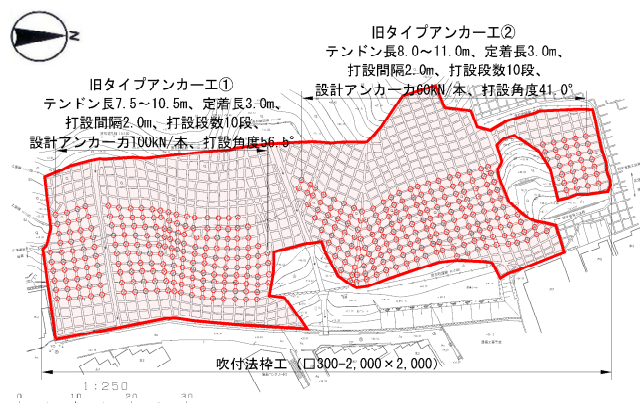 旧タイプアンカー工②
テンドン長8.0～11.0m、定着長3.0m、
打設間隔2.0m、打設段数10段、
設計アンカー力60KN/本、打設角度41.0°
旧タイプアンカー工①
テンドン長7.5～10.5m、定着長3.0m、
打設間隔2.0m、打設段数10段、
設計アンカー力100kN/本、打設角度56.5°
N
吹付法枠工（□300-2,000×2,000）
1:250
0 10 20 30